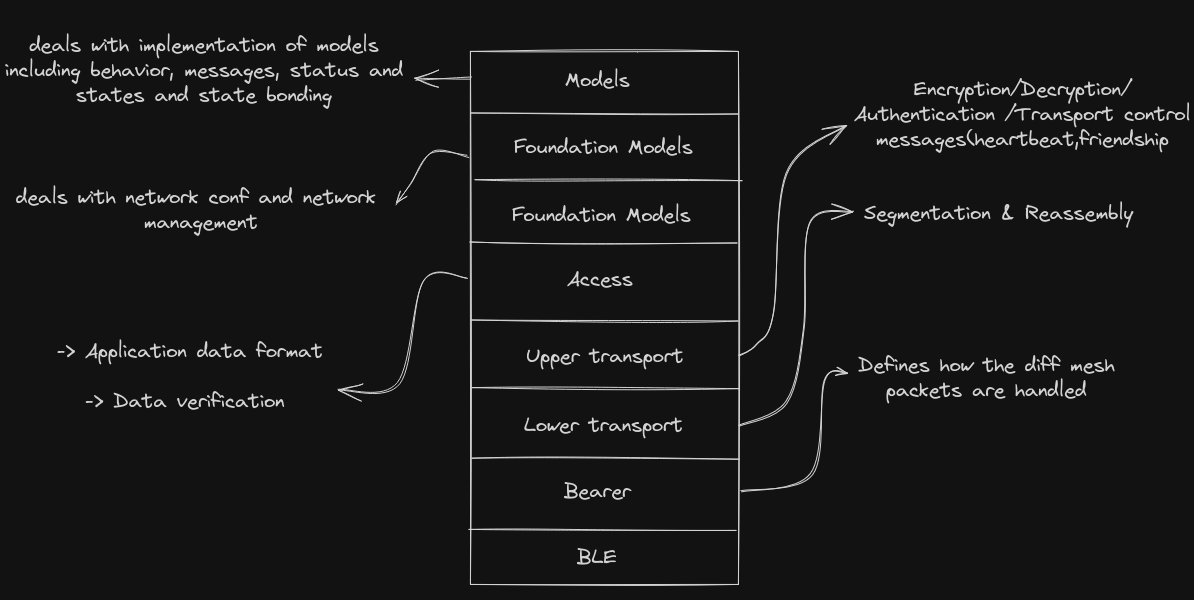 deals with implementation of models
including behavior, messages, status and
states and state bonding
Models
Encryption/Decryption/
Authentication /Transport control
messages(heartbeat,friendship
Foundation Models
deals with network conf and network
management
Foundation Models
Segmentation & Reassembly
Access
-> Application data format
-> Data verification
Upper transport
Defines how the diff mesh
packets are handled
Lower transport
Bearer
BLE